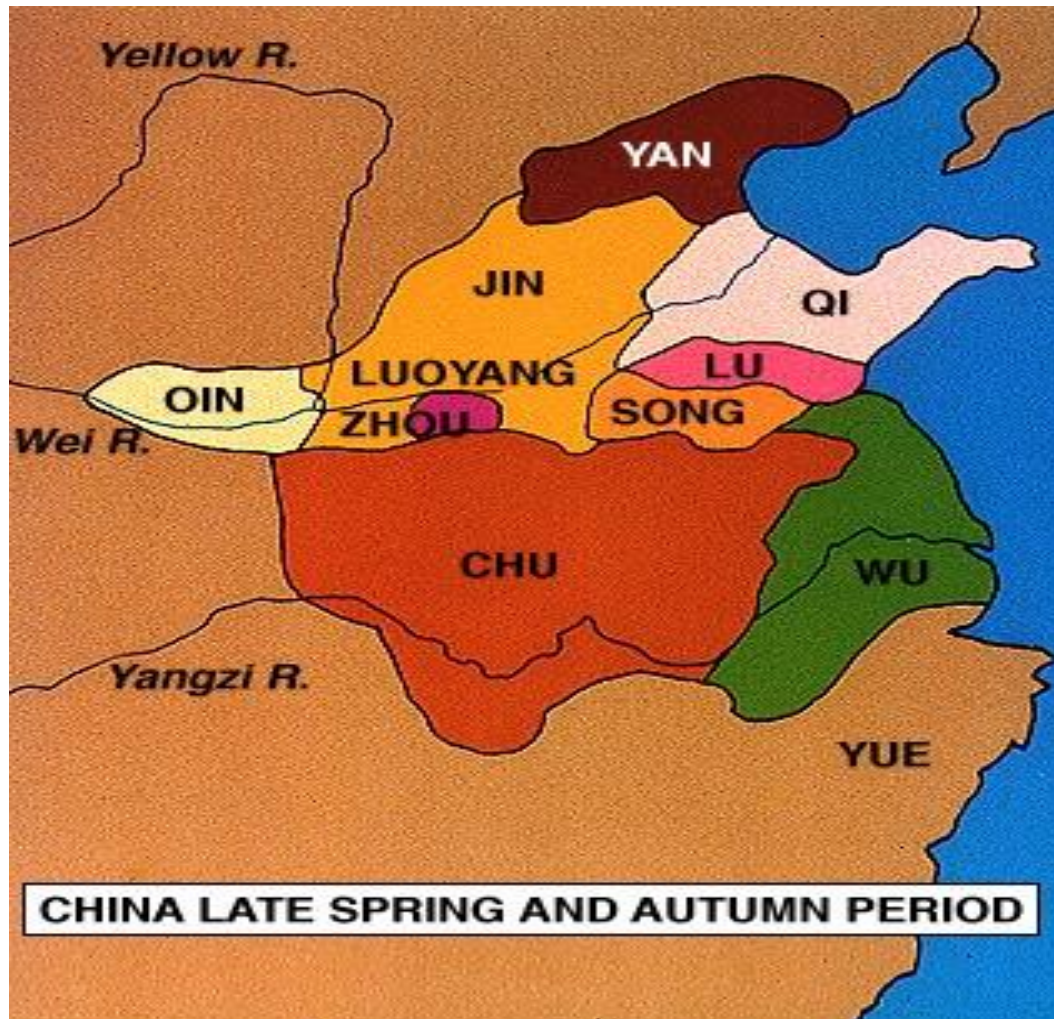 Yellow R.
YAN
JIN
QI
LUOYANG
LU
OIN
ZHOU
SONG
Wei R.
CHU
WU
Yangzi R.
YUE
CHINA LATE SPRING AND AUTUMN PERIOD